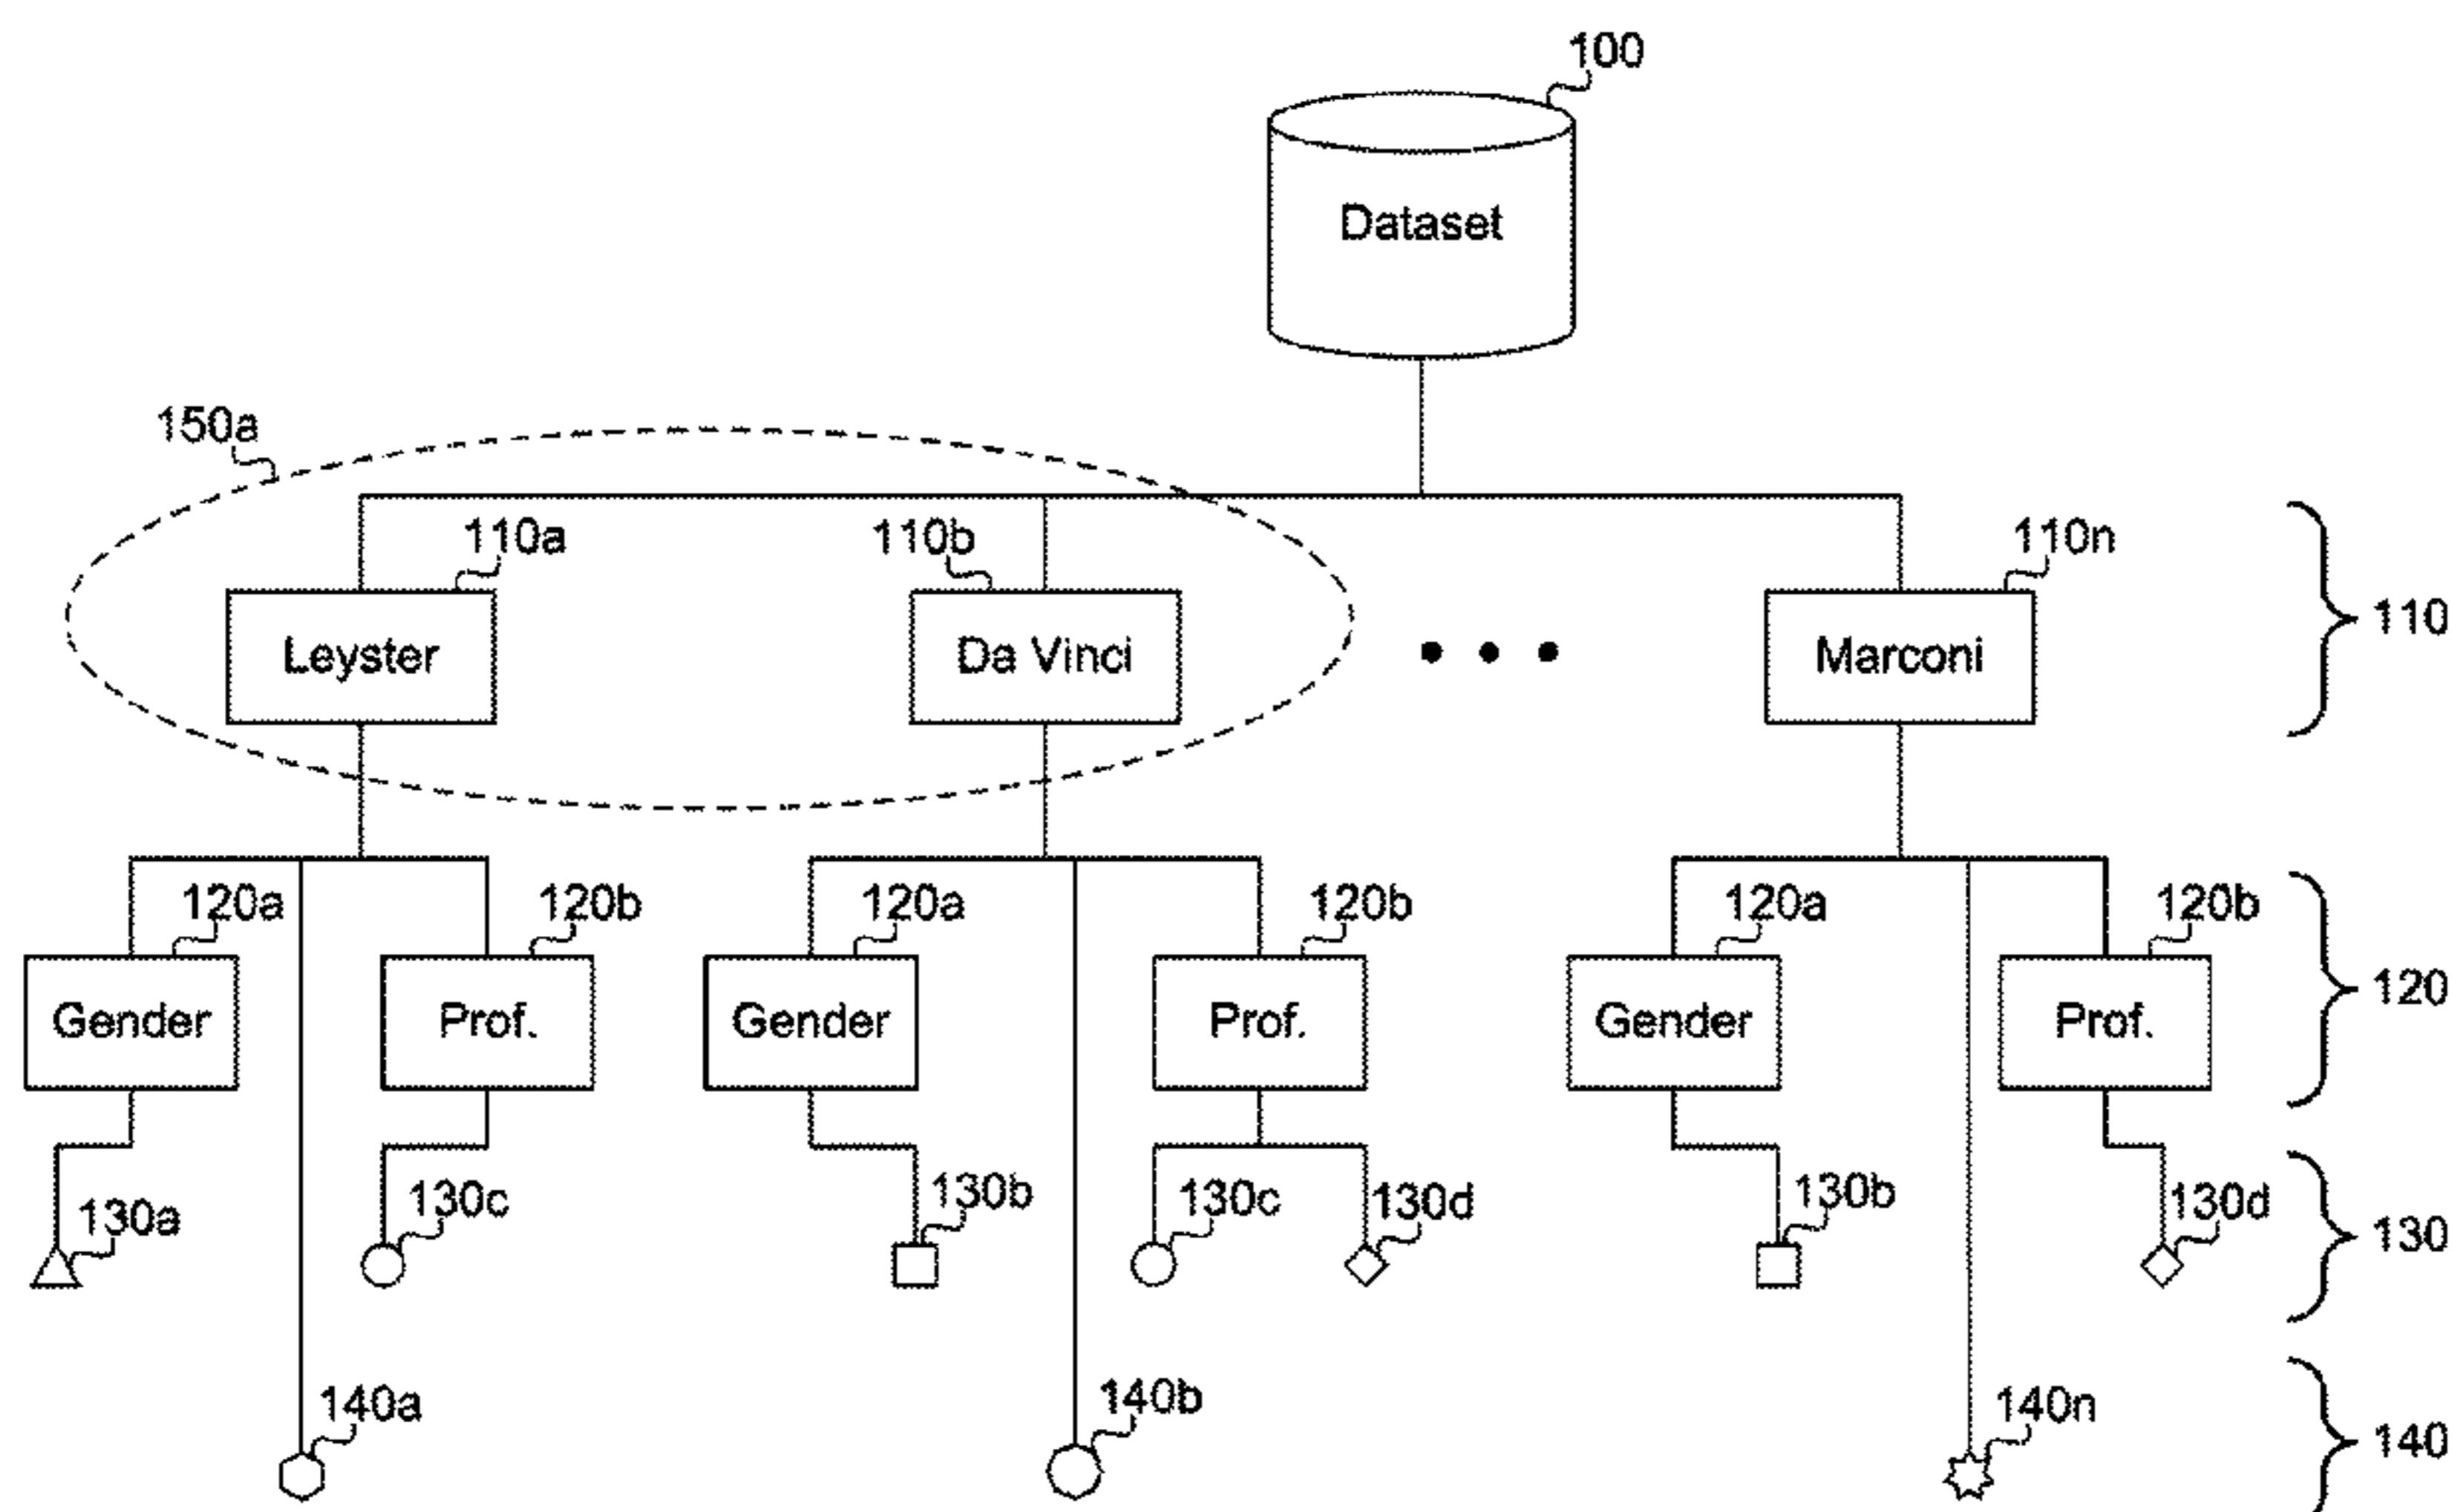 100
Dataset
150a
110a 110b 110n
110
Leyster Da Vinci Marconi
120a 120b 120a 120b 120a 120b
120
Gender Prof. Gender Prof. Gender Prof.
130a 130c 130b 130c 130d 130b 130d
130
140a 140b 140n
140